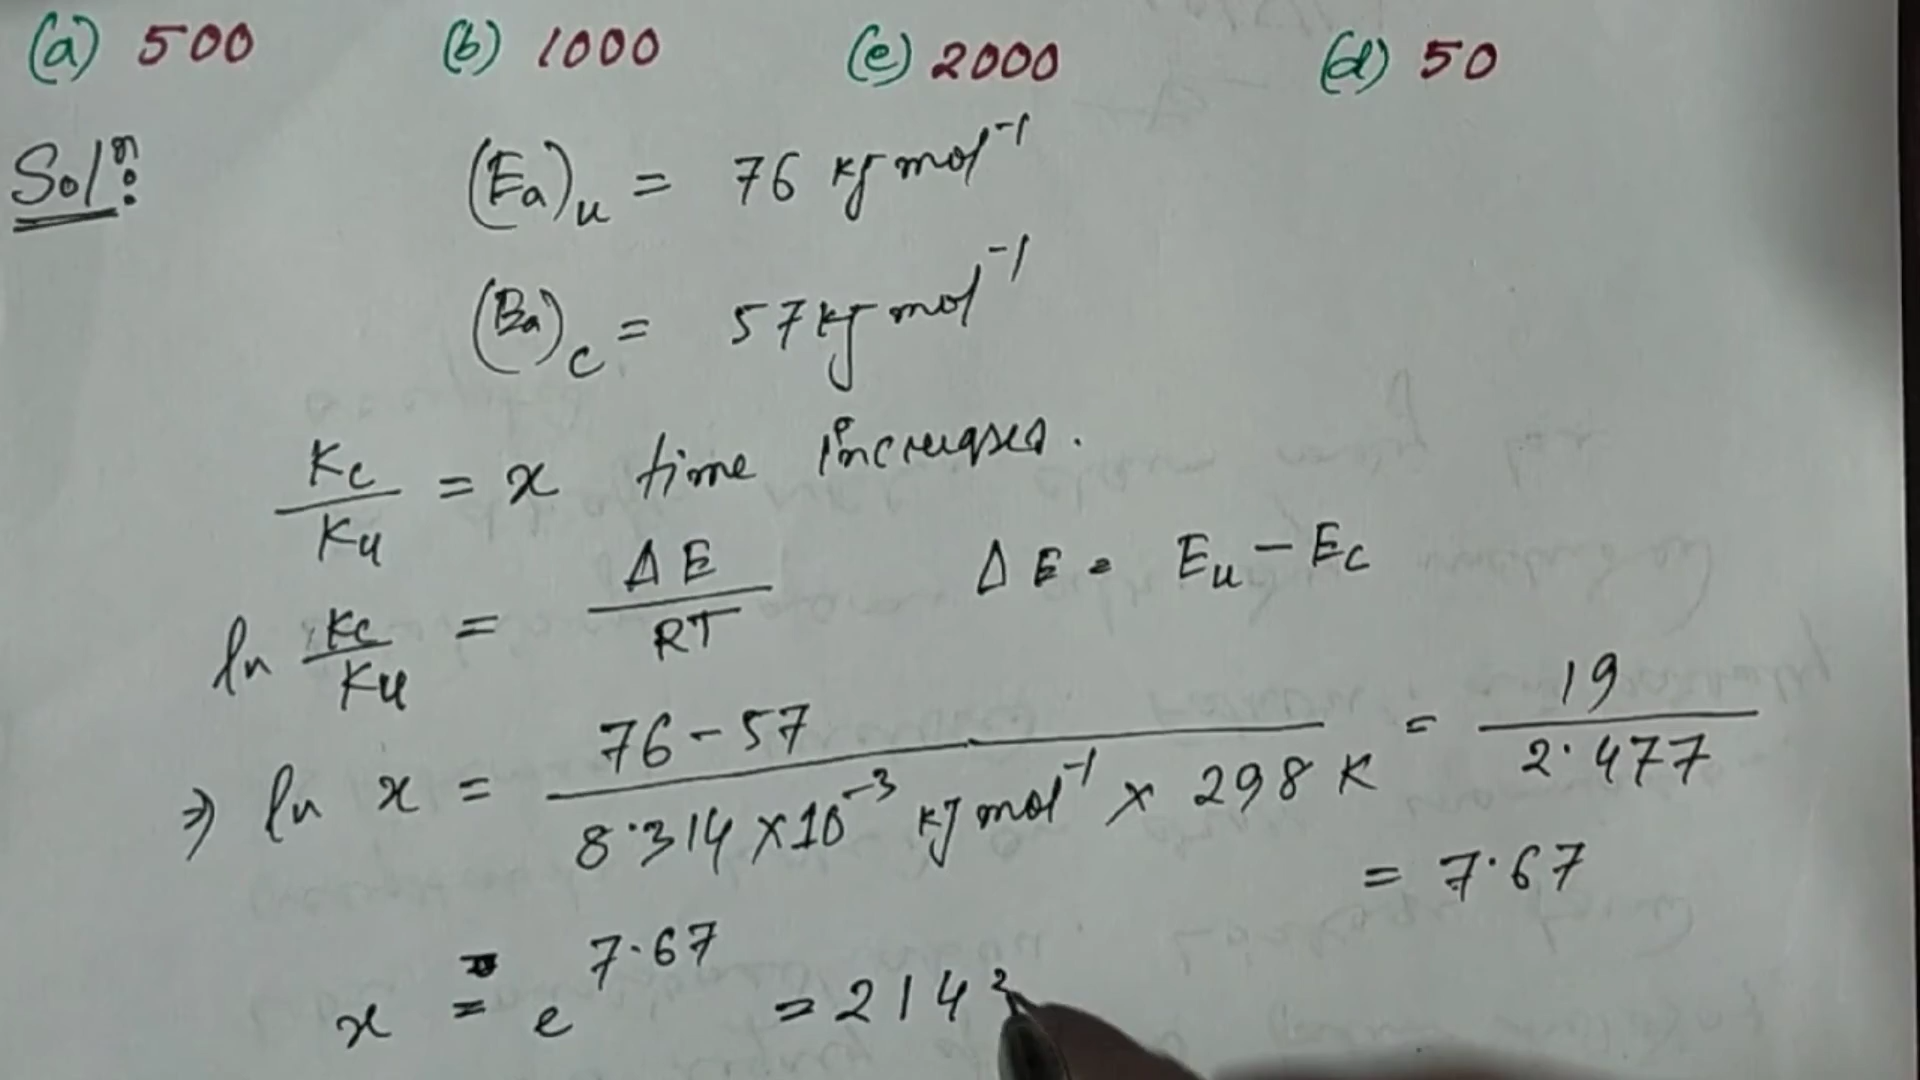 (a) 500 (b) 1000 (c) 2000 (d) 50
Solⁿ: (Ea)u = 76 kJ mol⁻¹
(Ea)c = 57 kJ mol⁻¹
Kc/Ku = x time increases.
ln Kc/Ku = ΔE/RT ΔE = Eu - Ec
⇒ ln x = 76-57/8.314 × 10⁻³ kJ mol⁻¹ × 298 K = 19/2.477
= 7.67
x = e^7.67 = 214